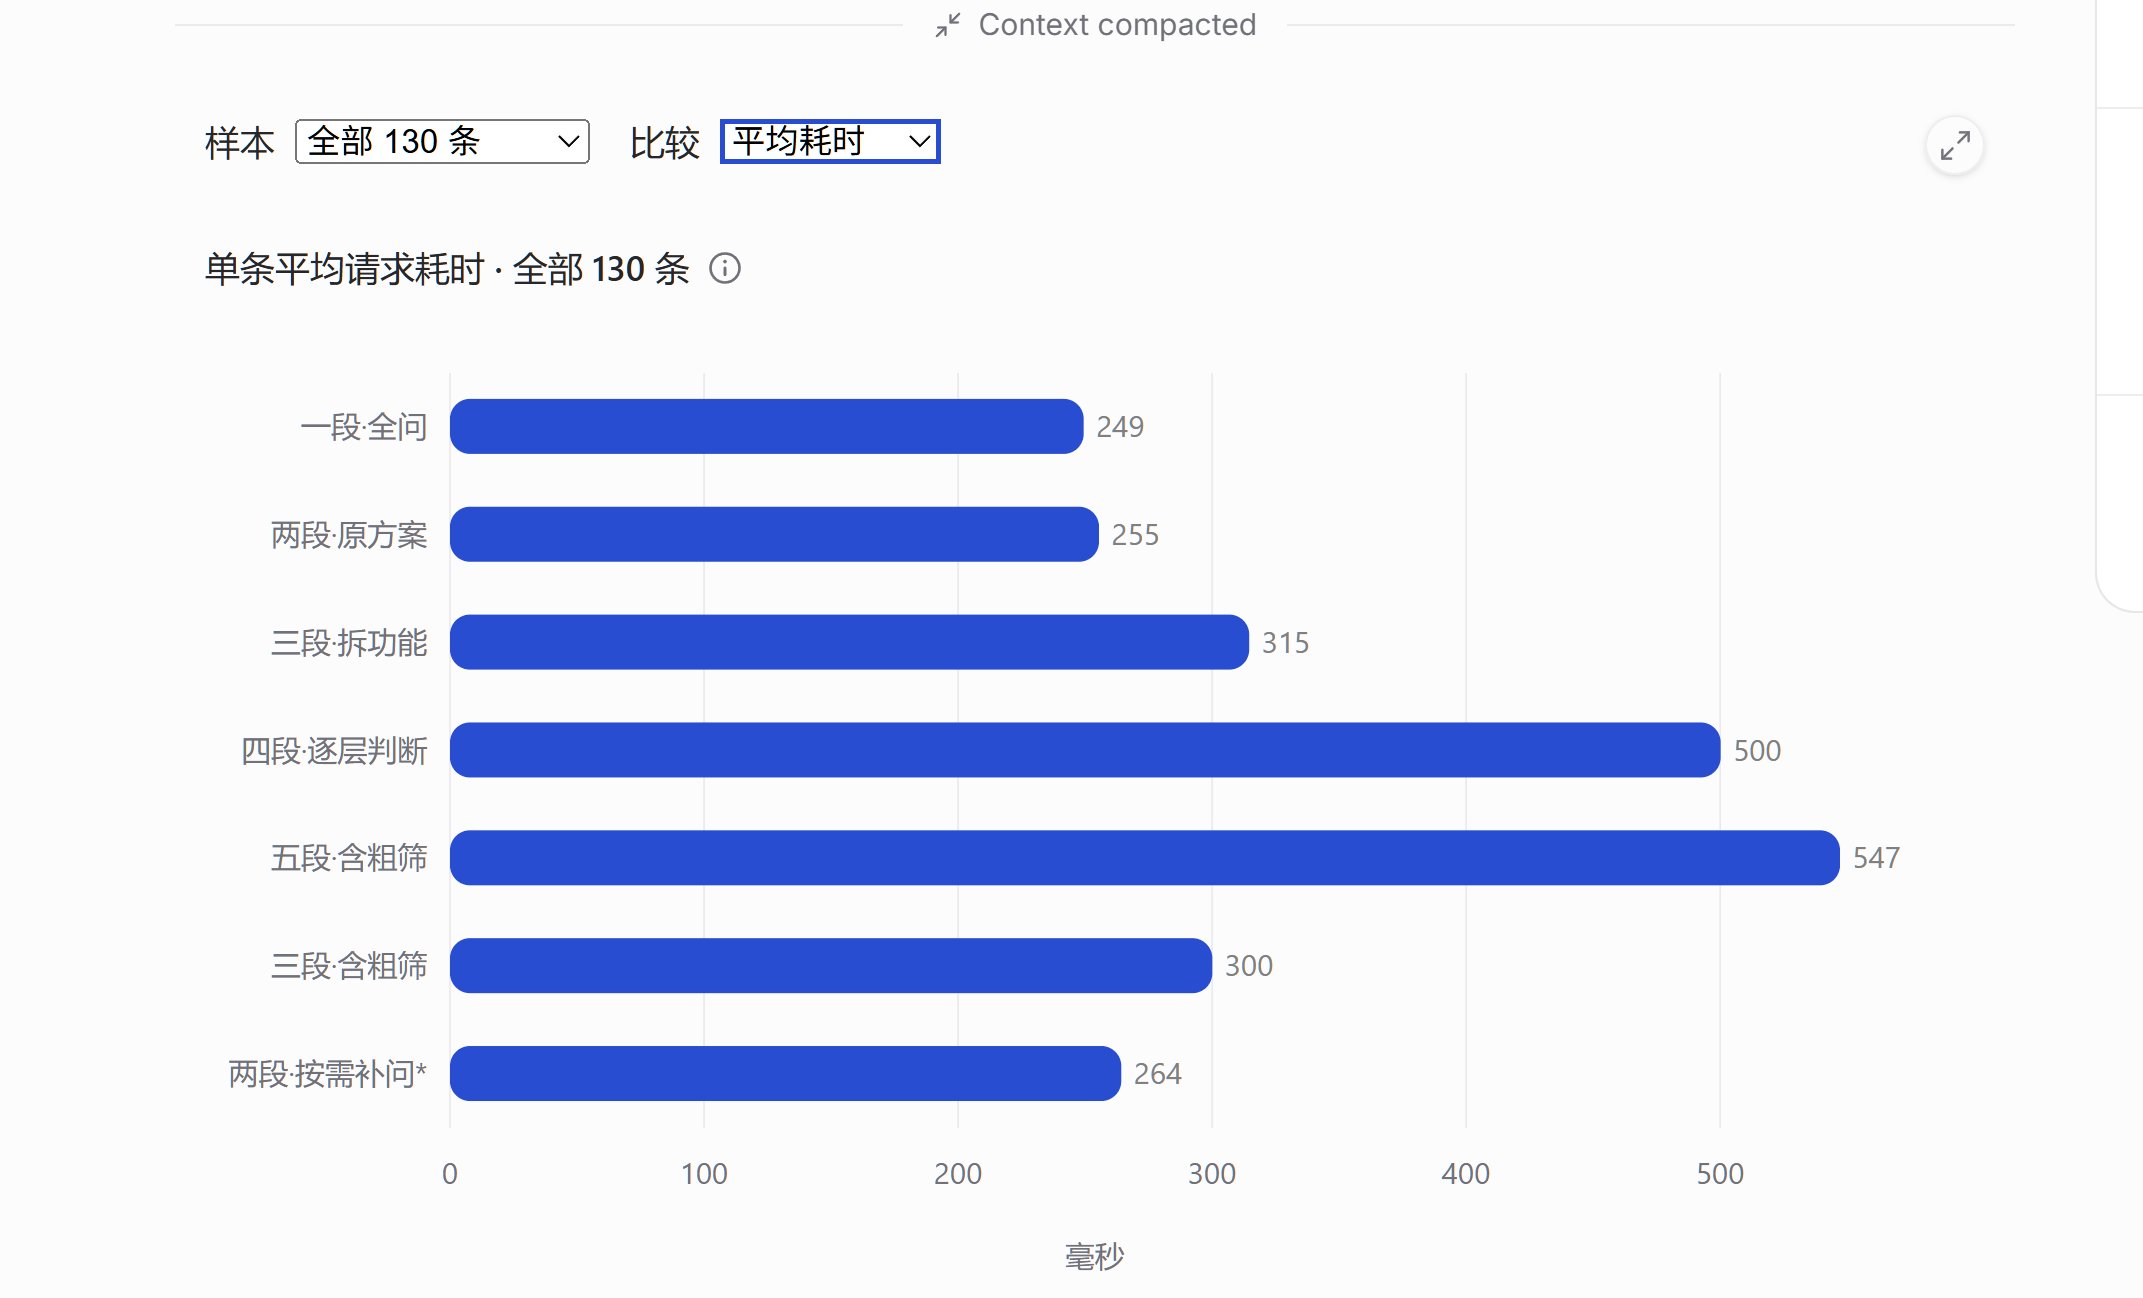 Context compacted
样本 全部 130 条 比较 平均耗时
单条平均请求耗时 · 全部 130 条
一段·全问 249
两段·原方案 255
三段·拆功能 315
四段·逐层判断 500
五段·含粗筛 547
三段·含粗筛 300
两段·按需补问* 264
0 100 200 300 400 500
毫秒